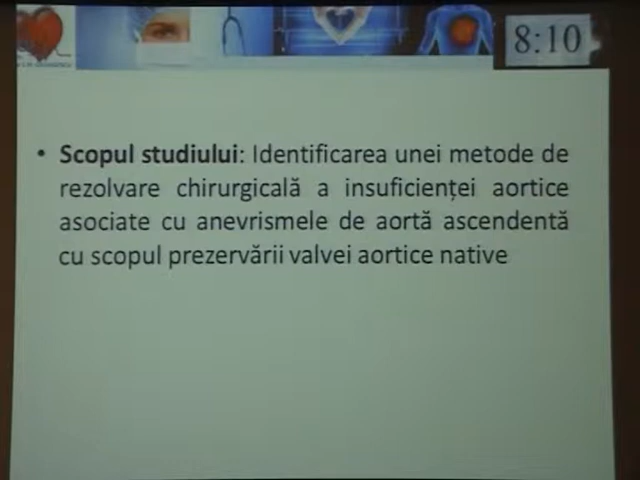 8:10
• Scopul studiului: Identificarea unei metode de
rezolvare chirurgicală a insuficienței aortice
asociate cu anevrismele de aortă ascendentă
cu scopul prezervării valvei aortice native